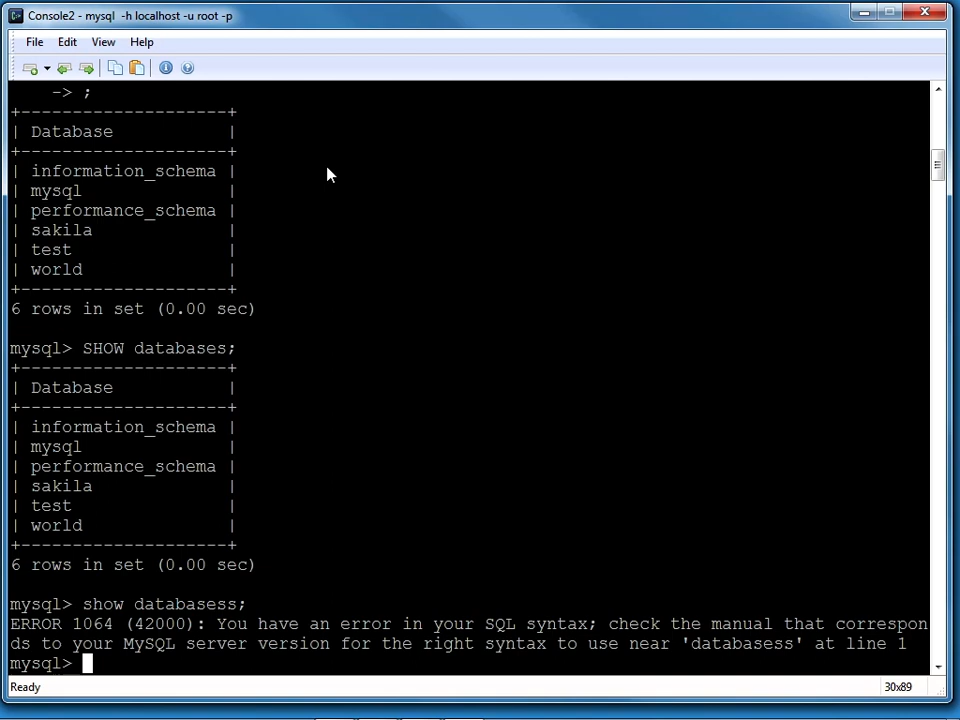 Console2 - mysql -h localhost -u root -p
File Edit View Help
-> ;
+--------------------+
| Database           |
+--------------------+
| information_schema |
| mysql              |
| performance_schema |
| sakila             |
| test               |
| world              |
+--------------------+
6 rows in set (0.00 sec)
mysql> SHOW databases;
+--------------------+
| Database           |
+--------------------+
| information_schema |
| mysql              |
| performance_schema |
| sakila             |
| test               |
| world              |
+--------------------+
6 rows in set (0.00 sec)
mysql> show databasess;
ERROR 1064 (42000): You have an error in your SQL syntax; check the manual that correspon
ds to your MySQL server version for the right syntax to use near 'databasess' at line 1
mysql>
Ready 30x89